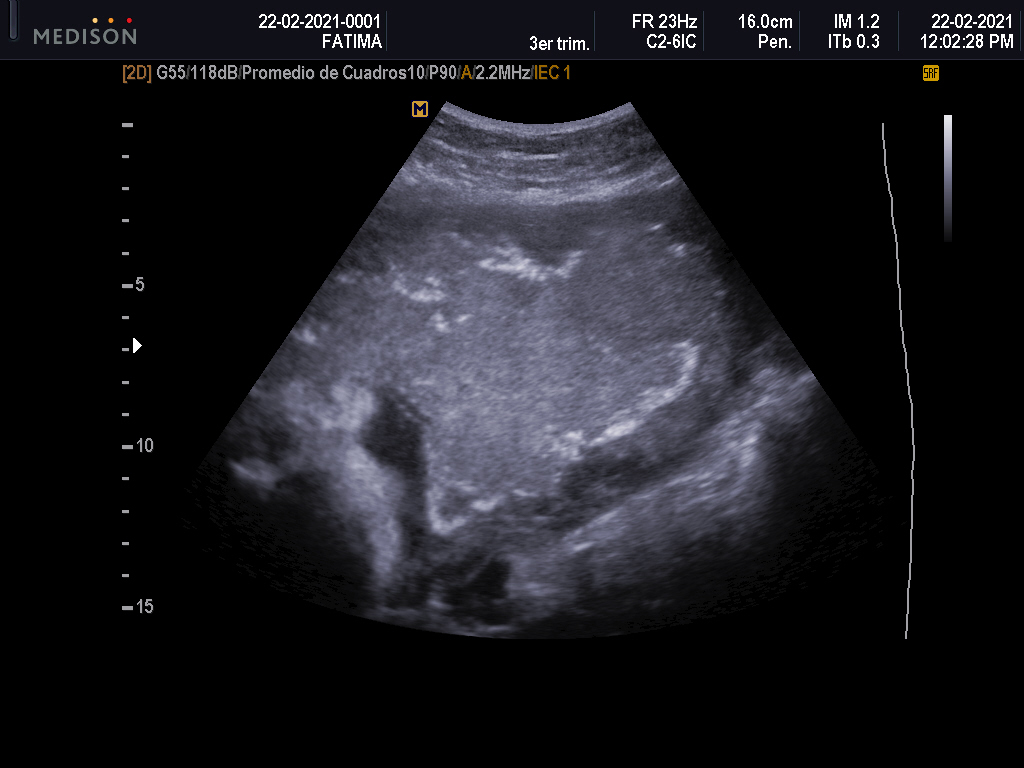 MEDISON
22-02-2021-0001
FATIMA
3er trim.
FR 23Hz
C2-6IC
16.0cm
Pen.
IM 1.2
ITb 0.3
22-02-2021
12:02:28 PM
[2D] G55/118dB/Promedio de Cuadros10/P90/A/2.2MHz/IEC 1
SRF
M
5
10
15